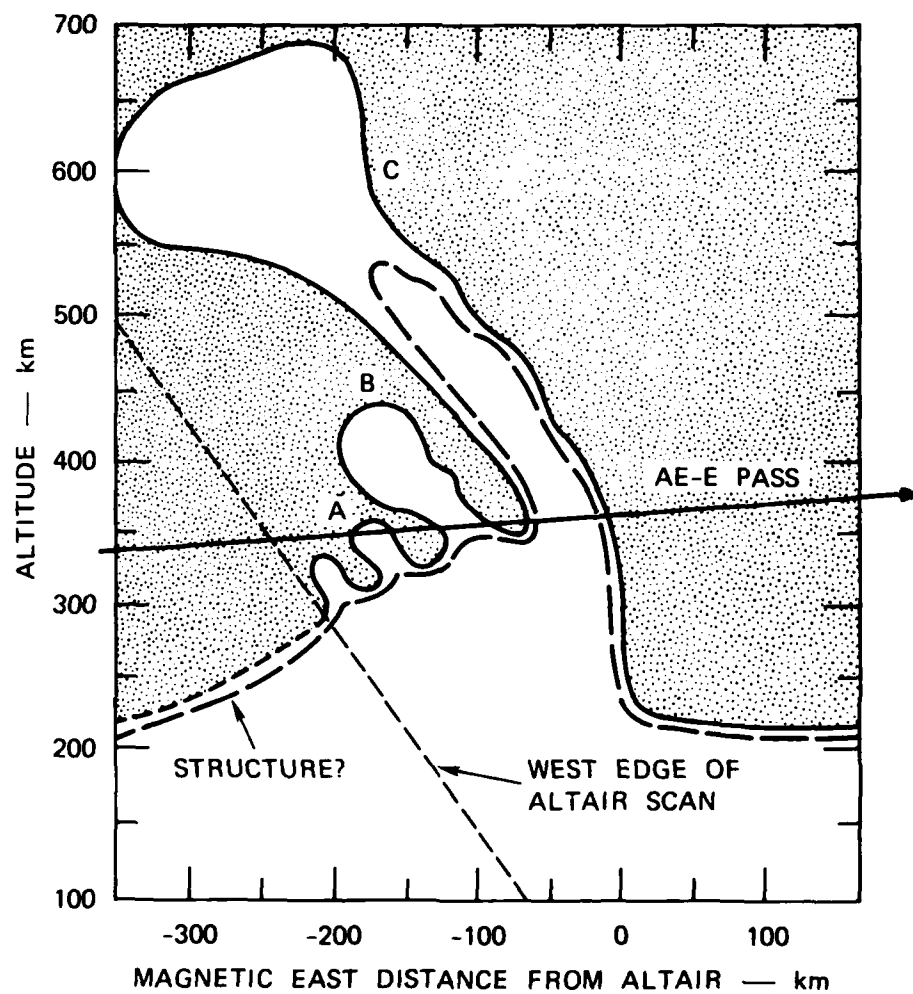 700
600
500
400
300
200
100
ALTITUDE — km
C
B
A
AE-E PASS
STRUCTURE?
WEST EDGE OF
ALTAIR SCAN
-300
-200
-100
0
100
MAGNETIC EAST DISTANCE FROM ALTAIR — km